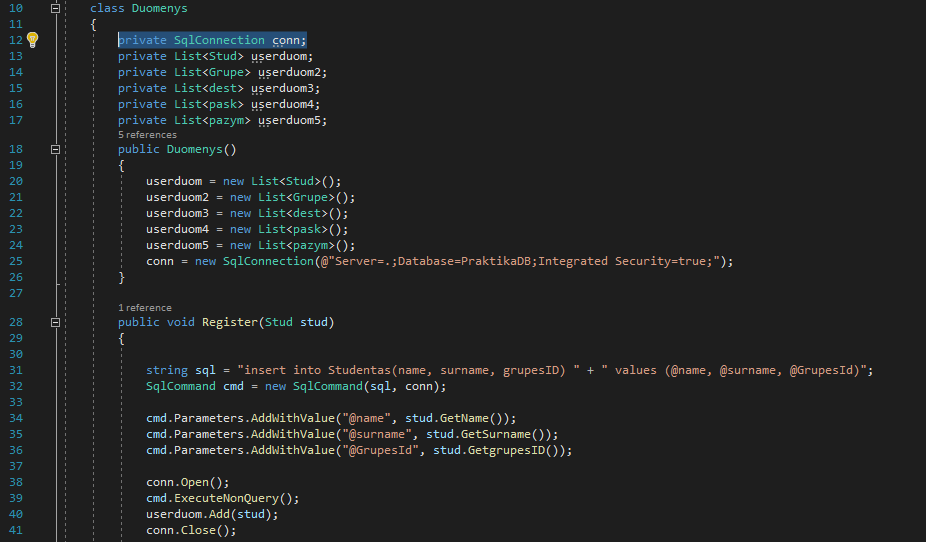 10 class Duomenys
11 {
12 private SqlConnection conn;
13 private List<Stud> userduom;
14 private List<Grupe> userduom2;
15 private List<dest> userduom3;
16 private List<pask> userduom4;
17 private List<pazym> userduom5;
5 references
18 public Duomenys()
19 {
20 userduom = new List<Stud>();
21 userduom2 = new List<Grupe>();
22 userduom3 = new List<dest>();
23 userduom4 = new List<pask>();
24 userduom5 = new List<pazym>();
25 conn = new SqlConnection(@"Server=.;Database=PraktikaDB;Integrated Security=true;");
26 }
27
1 reference
28 public void Register(Stud stud)
29 {
30
31 string sql = "insert into Studentas(name, surname, grupesID) " + " values (@name, @surname, @GrupesId)";
32 SqlCommand cmd = new SqlCommand(sql, conn);
33
34 cmd.Parameters.AddWithValue("@name", stud.GetName());
35 cmd.Parameters.AddWithValue("@surname", stud.GetSurname());
36 cmd.Parameters.AddWithValue("@GrupesId", stud.GetgrupesID());
37
38 conn.Open();
39 cmd.ExecuteNonQuery();
40 userduom.Add(stud);
41 conn.Close();